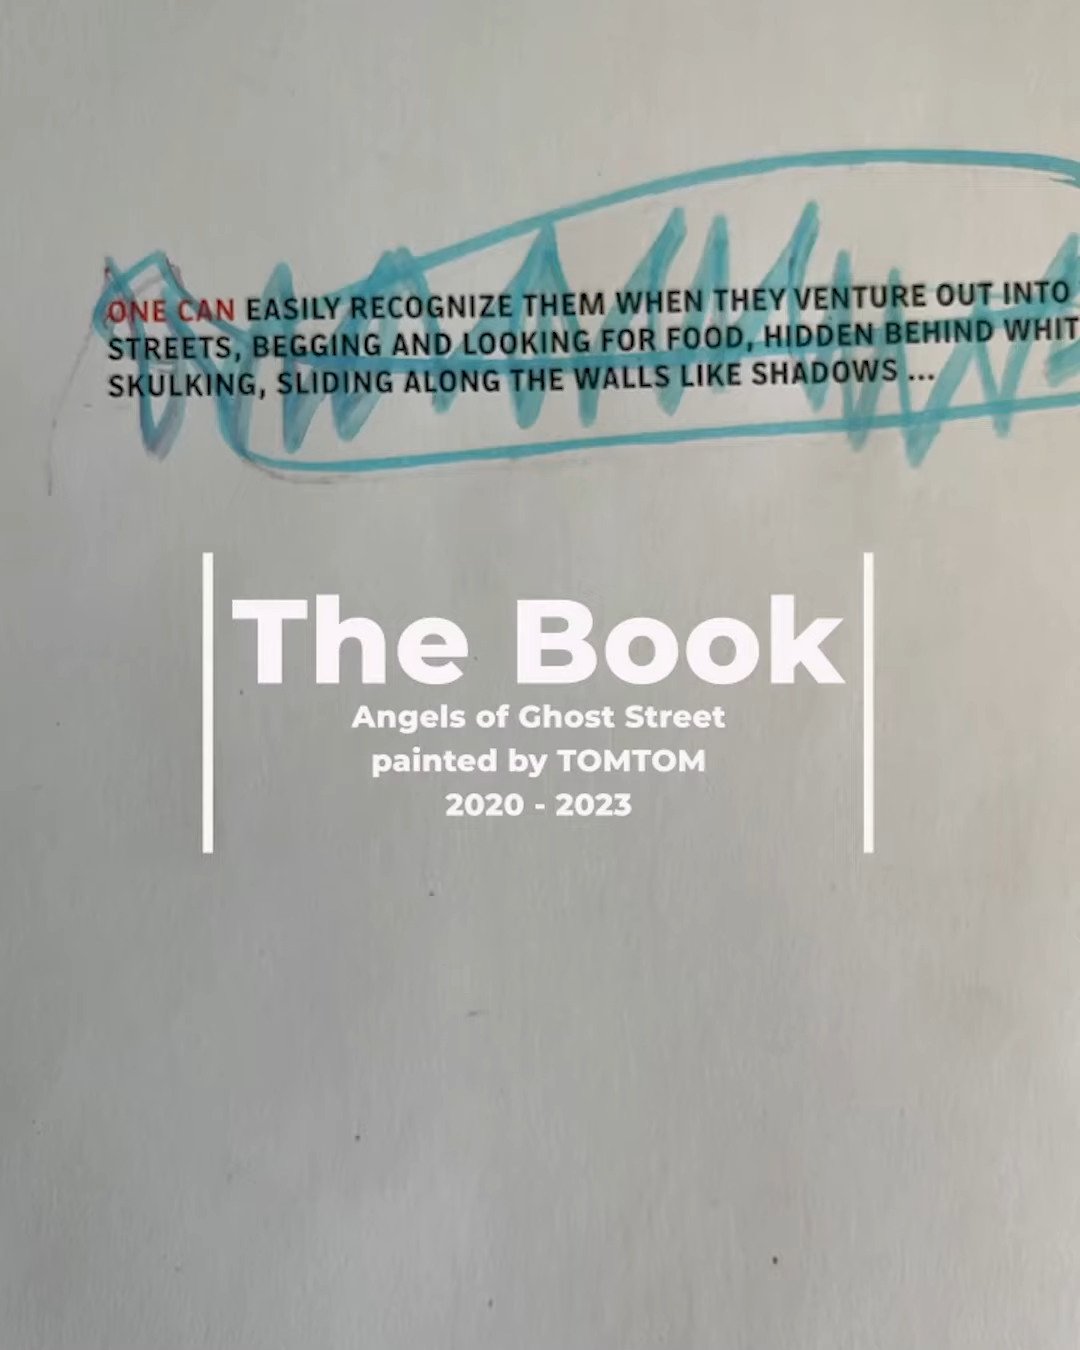 ONE CAN EASILY RECOGNIZE THEM WHEN THEY VENTURE OUT INTO
STREETS, BEGGING AND LOOKING FOR FOOD, HIDDEN BEHIND
SKULKING, SLIDING ALONG THE WALLS LIKE SHADOWS ...
The Book
Angels of Ghost Street
painted by TOMTOM
2020 - 2023